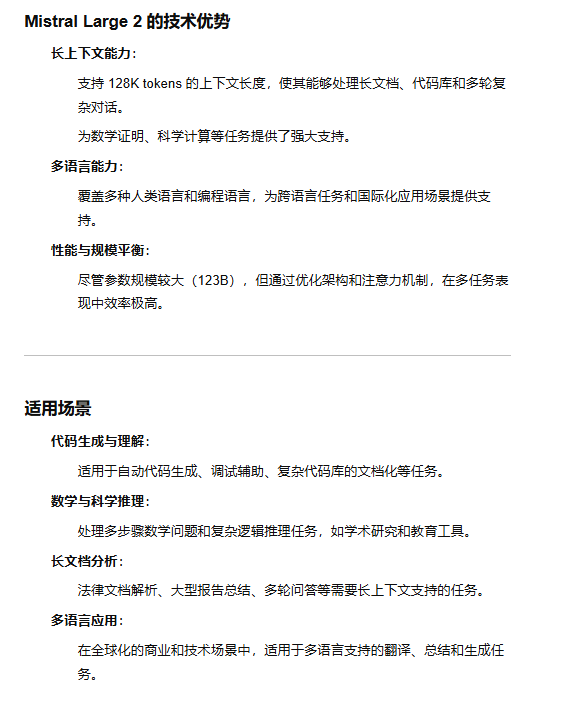 Mistral Large 2 的技术优势
长上下文能力：
支持 128K tokens 的上下文长度，使其能够处理长文档、代码库和多轮复
杂对话。
为数学证明、科学计算等任务提供了强大支持。
多语言能力：
覆盖多种人类语言和编程语言，为跨语言任务和国际化应用场景提供支
持。
性能与规模平衡：
尽管参数规模较大（123B），但通过优化架构和注意力机制，在多任务表
现中效率极高。
适用场景
代码生成与理解：
适用于自动代码生成、调试辅助、复杂代码库的文档化等任务。
数学与科学推理：
处理多步骤数学问题和复杂逻辑推理任务，如学术研究和教育工具。
长文档分析：
法律文档解析、大型报告总结、多轮问答等需要长上下文支持的任务。
多语言应用：
在全球化的商业和技术场景中，适用于多语言支持的翻译、总结和生成任
务。